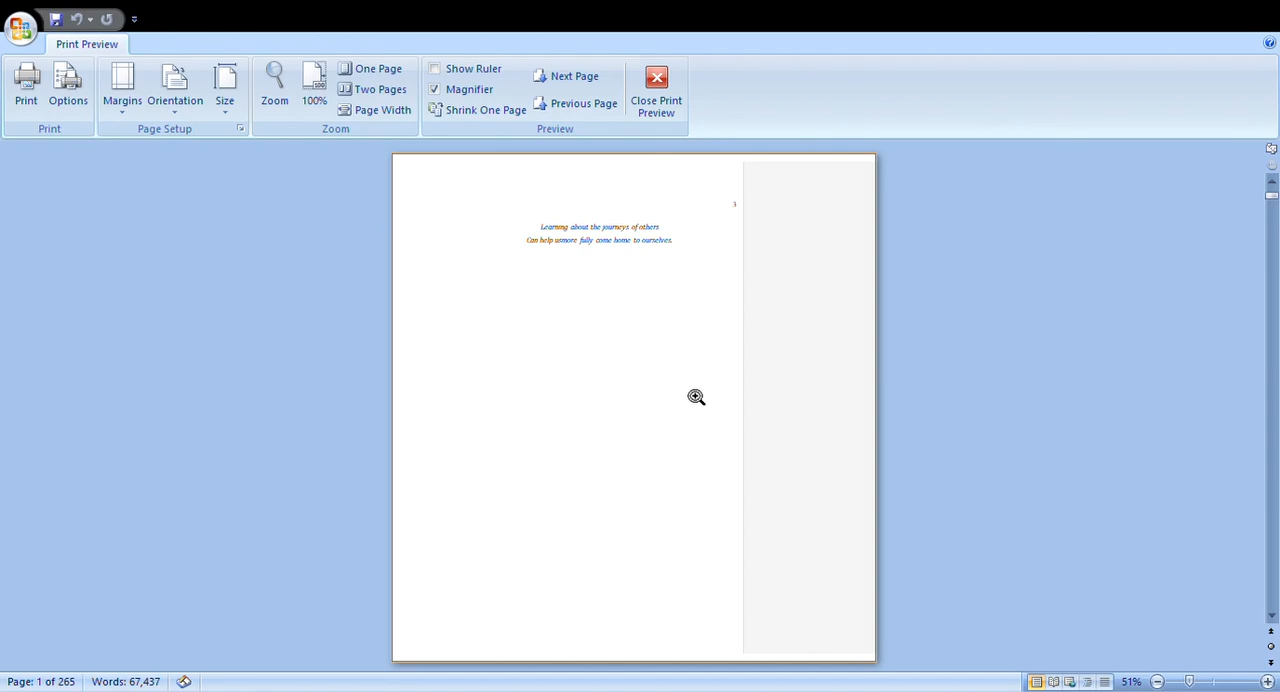 Print Preview
Print
Options
Margins
Orientation
Size
Zoom
100%
One Page
Two Pages
Page Width
Show Ruler
Magnifier
Shrink One Page
Next Page
Previous Page
Close Print
Preview
Print
Page Setup
Zoom
Preview
3
Learning about the journeys of others
Can help usmore fully come home to ourselves.
Page: 1 of 265
Words: 67,437
51%